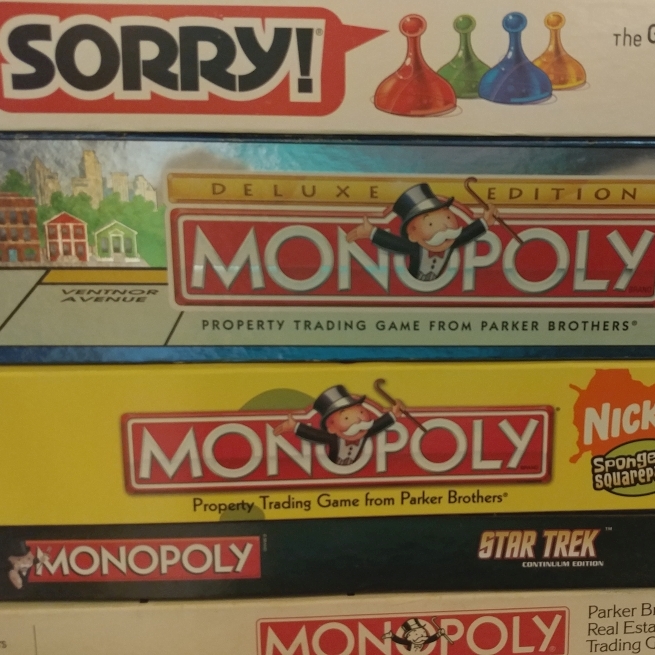 SORRY!
The
DELUXE EDITION
MONOPOLY
VENTNOR
AVENUE
PROPERTY TRADING GAME FROM PARKER BROTHERS®
MONOPOLY
NICK
Sponge
squarep
Property Trading Game from Parker Brothers®
MONOPOLY
STAR TREK™
CONTINUUM EDITION
MONOPOLY
Parker Br
Real Esta
Trading G